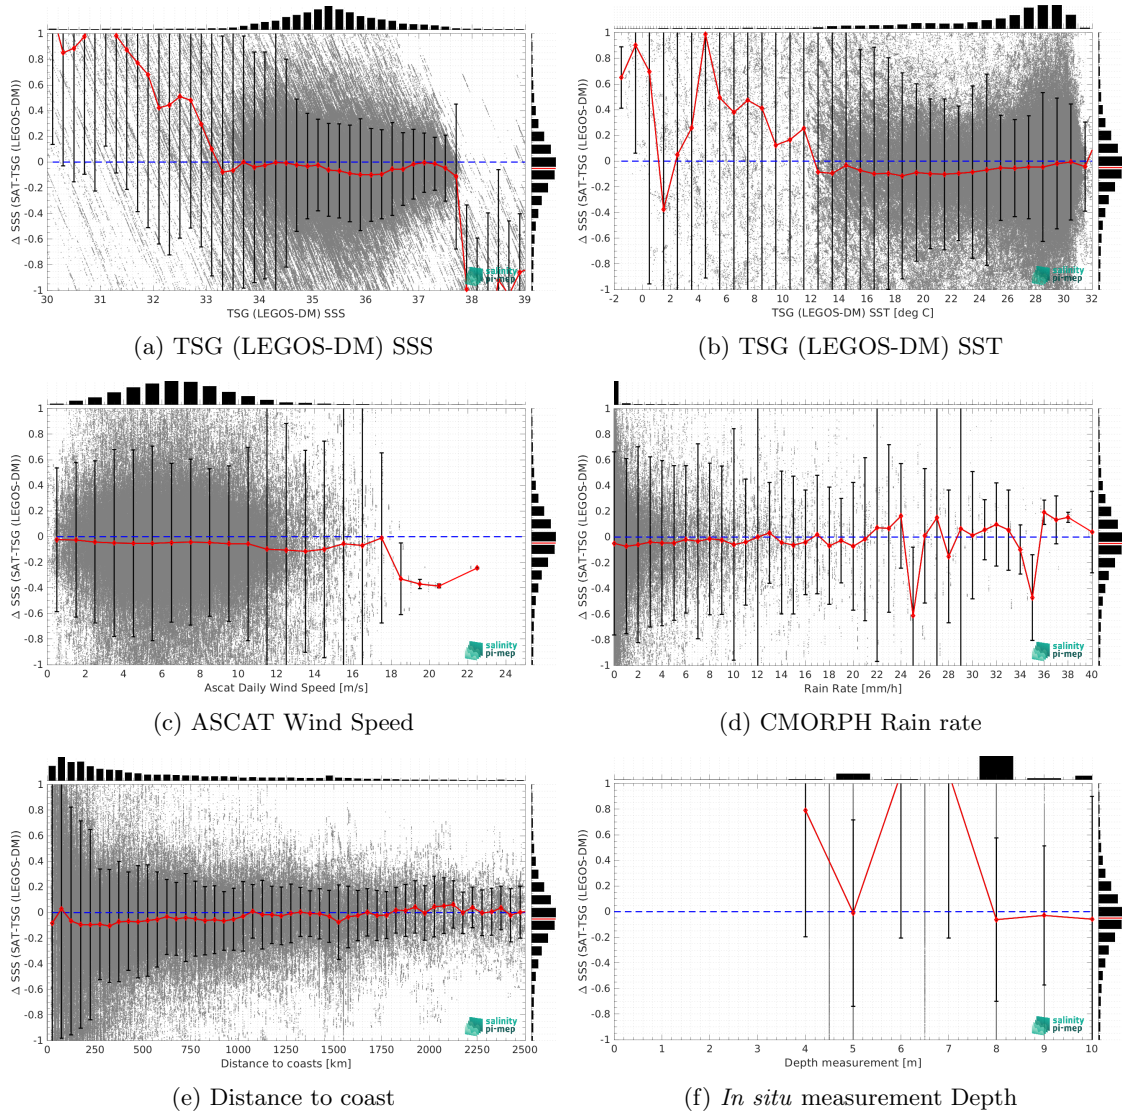 1
0.8
0.6
0.4
0.2
0
-0.2
-0.4
-0.6
-0.8
-1
Δ SSS (SAT-TSG (LEGOS-DM))
salinity
pi-mep
30 31 32 33 34 35 36 37 38 39
TSG (LEGOS-DM) SSS
(a) TSG (LEGOS-DM) SSS
1
0.8
0.6
0.4
0.2
0
-0.2
-0.4
-0.6
-0.8
-1
Δ SSS (SAT-TSG (LEGOS-DM))
salinity
pi-mep
-2 0 2 4 6 8 10 12 14 16 18 20 22 24 26 28 30 32
TSG (LEGOS-DM) SST [deg C]
(b) TSG (LEGOS-DM) SST
1
0.8
0.6
0.4
0.2
0
-0.2
-0.4
-0.6
-0.8
-1
Δ SSS (SAT-TSG (LEGOS-DM))
salinity
pi-mep
0 2 4 6 8 10 12 14 16 18 20 22 24
Ascat Daily Wind Speed [m/s]
(c) ASCAT Wind Speed
1
0.8
0.6
0.4
0.2
0
-0.2
-0.4
-0.6
-0.8
-1
Δ SSS (SAT-TSG (LEGOS-DM))
salinity
pi-mep
0 2 4 6 8 10 12 14 16 18 20 22 24 26 28 30 32 34 36 38 40
Rain Rate [mm/h]
(d) CMORPH Rain rate
1
0.8
0.6
0.4
0.2
0
-0.2
-0.4
-0.6
-0.8
-1
Δ SSS (SAT-TSG (LEGOS-DM))
salinity
pi-mep
0 250 500 750 1000 1250 1500 1750 2000 2250 2500
Distance to coasts [km]
(e) Distance to coast
1
0.8
0.6
0.4
0.2
0
-0.2
-0.4
-0.6
-0.8
-1
Δ SSS (SAT-TSG (LEGOS-DM))
salinity
pi-mep
0 1 2 3 4 5 6 7 8 9 10
Depth measurement [m]
(f) In situ measurement Depth